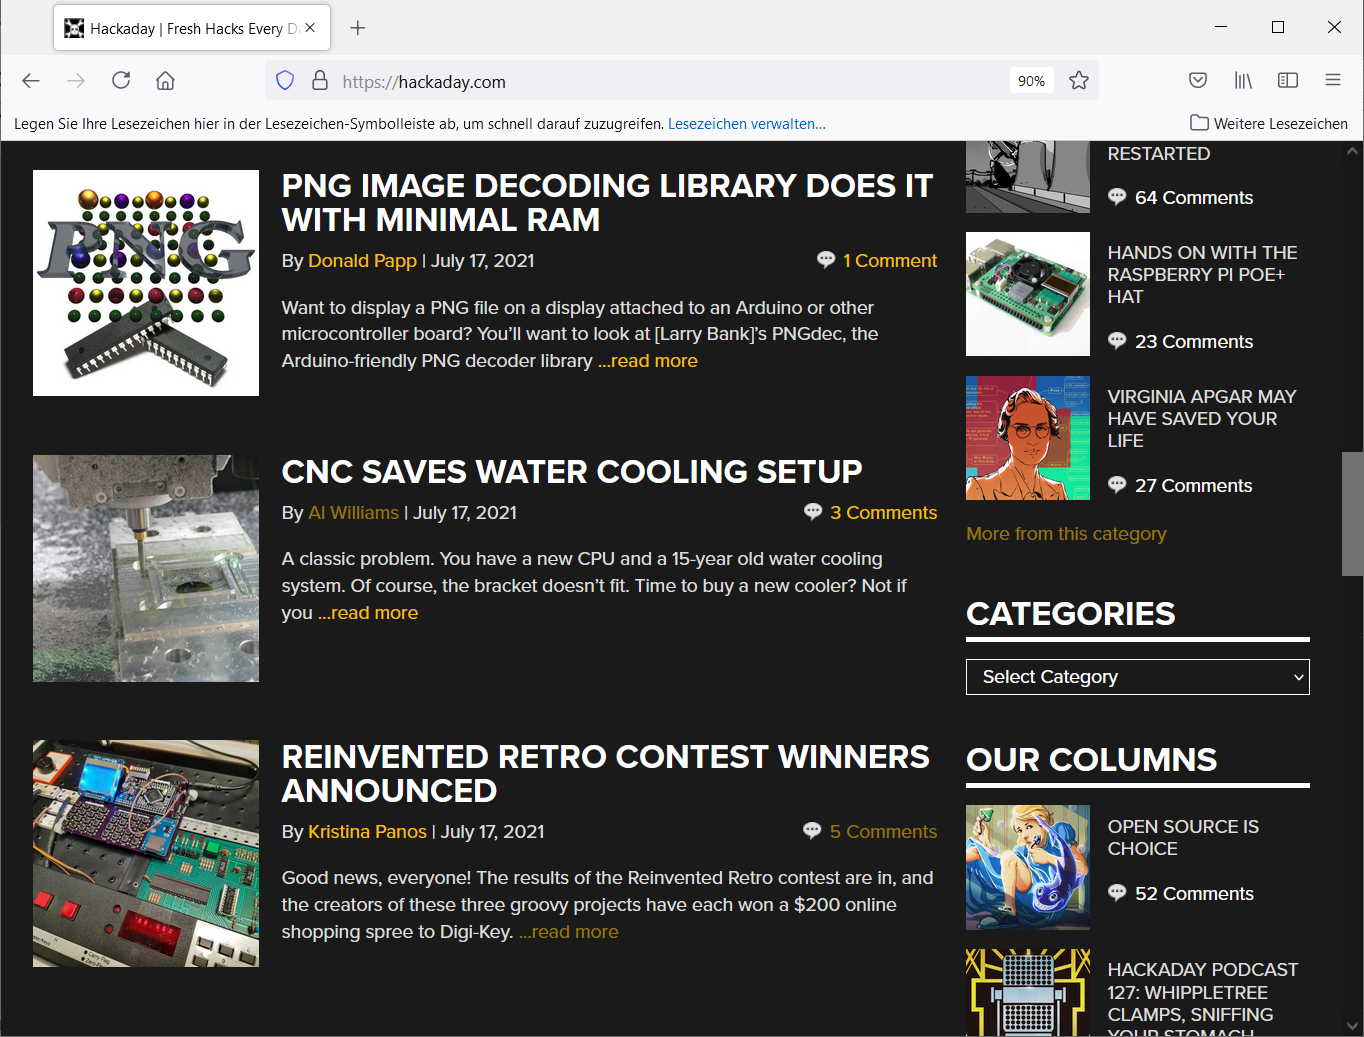 Hackaday | Fresh Hacks Every D
https://hackaday.com
90%
Legen Sie Ihre Lesezeichen hier in der Lesezeichen-Symbolleiste ab, um schnell darauf zuzugreifen. Lesezeichen verwalten...
Weitere Lesezeichen
PNG IMAGE DECODING LIBRARY DOES IT
WITH MINIMAL RAM
By Donald Papp | July 17, 2021
1 Comment
Want to display a PNG file on a display attached to an Arduino or other
microcontroller board? You’ll want to look at [Larry Bank]’s PNGdec, the
Arduino-friendly PNG decoder library …read more
PNG
CNC SAVES WATER COOLING SETUP
By Al Williams | July 17, 2021
3 Comments
A classic problem. You have a new CPU and a 15-year old water cooling
system. Of course, the bracket doesn’t fit. Time to buy a new cooler? Not if
you …read more
REINVENTED RETRO CONTEST WINNERS
ANNOUNCED
By Kristina Panos | July 17, 2021
5 Comments
Good news, everyone! The results of the Reinvented Retro contest are in, and
the creators of these three groovy projects have each won a $200 online
shopping spree to Digi-Key. …read more
RESTARTED
64 Comments
HANDS ON WITH THE
RASPBERRY PI POE+
HAT
23 Comments
VIRGINIA APGAR MAY
HAVE SAVED YOUR
LIFE
27 Comments
More from this category
CATEGORIES
Select Category
OUR COLUMNS
OPEN SOURCE IS
CHOICE
52 Comments
HACKADAY PODCAST
127: WHIPPLETREE
CLAMPS, SNIFFING
YOUR STOMACH